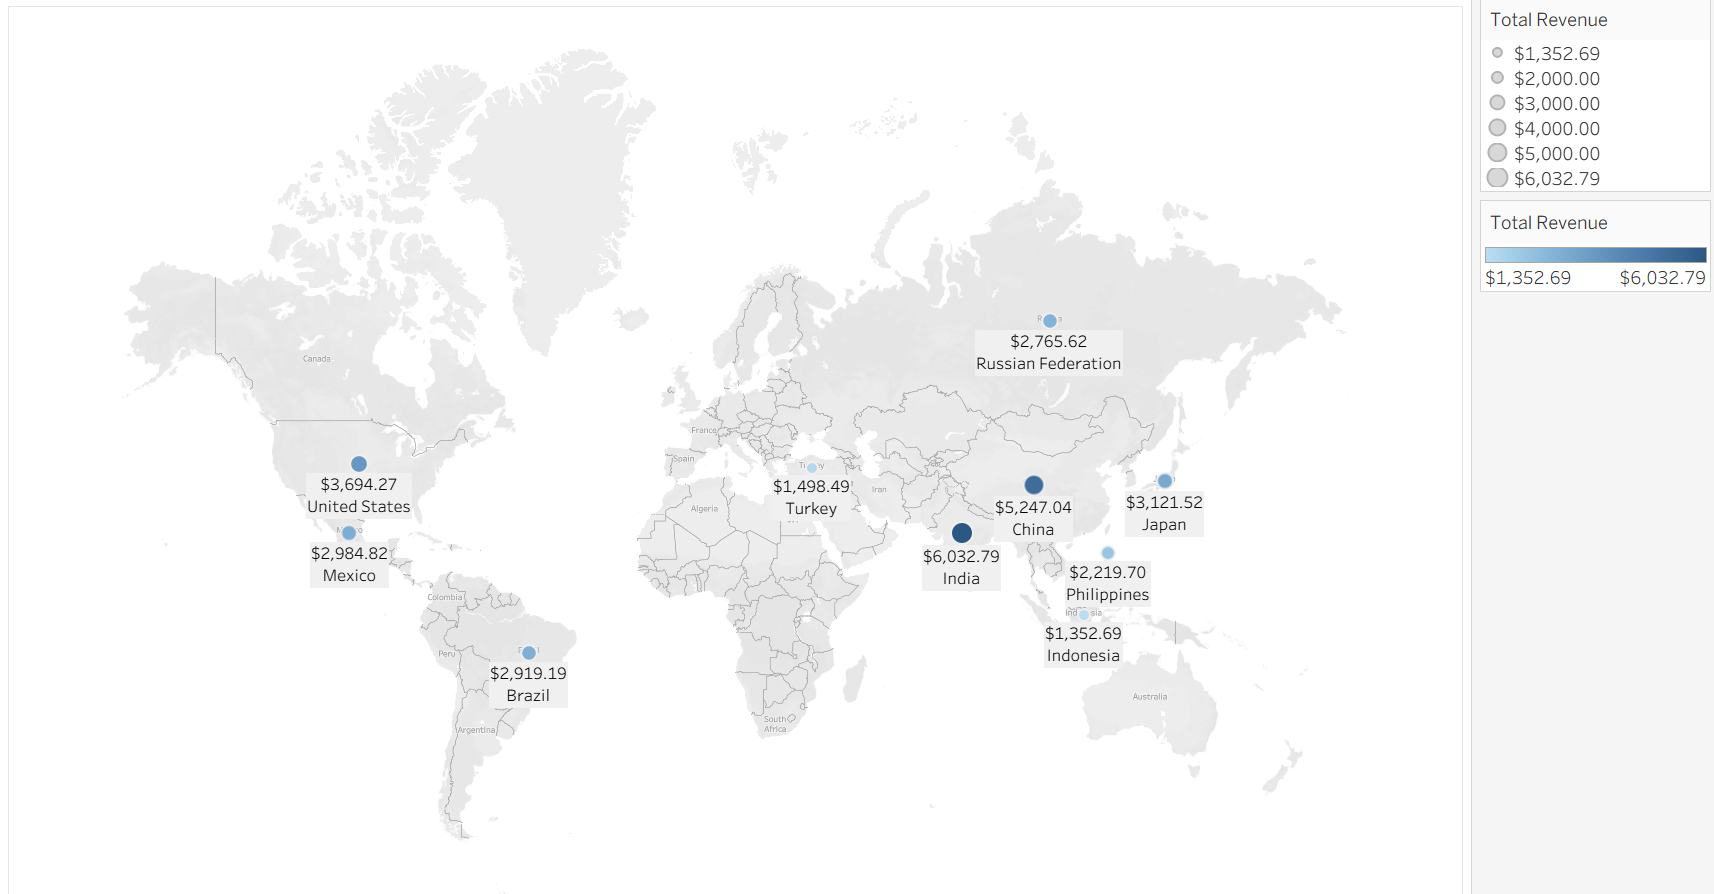 Total Revenue
$1,352.69
$2,000.00
$3,000.00
$4,000.00
$5,000.00
$6,032.79
Total Revenue
$1,352.69 $6,032.79
Canada
$2,765.62
Russian Federation
France
Spain
$3,694.27
United States
$1,498.49
Turkey
Iran
Algeria
$5,247.04
China
$3,121.52
Japan
$2,984.82
Mexico
$6,032.79
India
$2,219.70
Philippines
Colombia
$1,352.69
Indonesia
Peru
$2,919.19
Brazil
Australia
South
Africa
Argentina